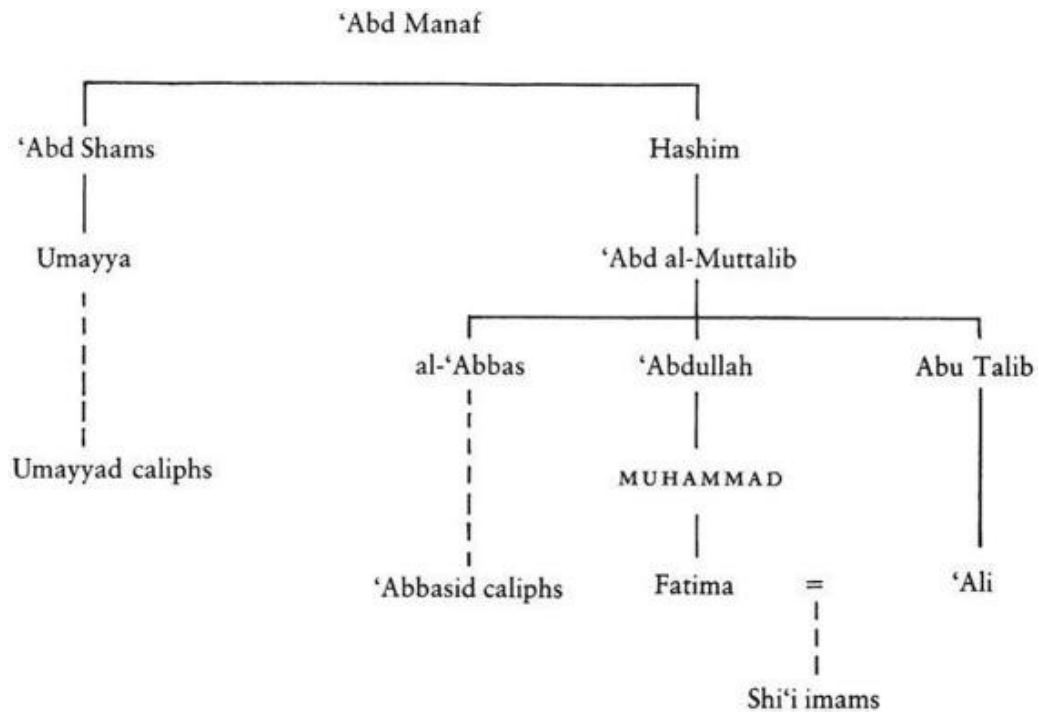 ‘Abd Manaf
‘Abd Shams Hashim
Umayya ‘Abd al-Muttalib
al-‘Abbas ‘Abdullah Abu Talib
Umayyad caliphs MUHAMMAD
‘Abbasid caliphs Fatima = ‘Ali
Shi‘i imams